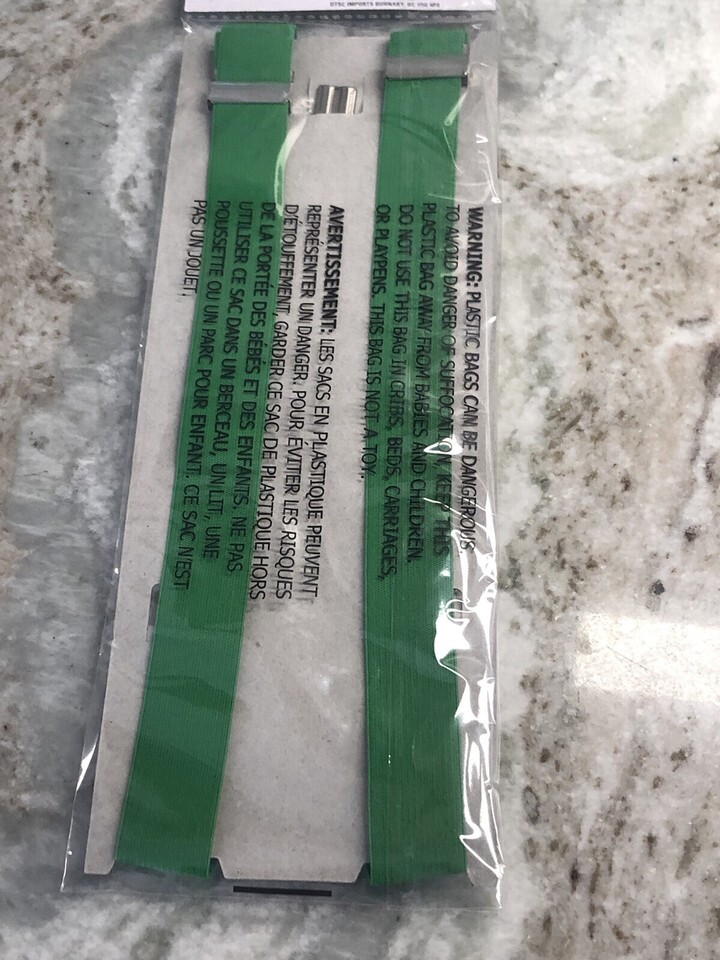 DTSC IMPORTS BURNABY, BC
WARNING: PLASTIC BAGS CAN BE DANGEROUS.
TO AVOID DANGER OF SUFFOCATION, KEEP THIS
PLASTIC BAG AWAY FROM BABIES AND CHILDREN.
DO NOT USE THIS BAG IN CRIBS, BEDS, CARRIAGES,
OR PLAYPENS. THIS BAG IS NOT A TOY.
AVERTISSEMENT: LES SACS EN PLASTIQUE PEUVENT
REPRÉSENTER UN DANGER. POUR ÉVITER LES RISQUES
D'ÉTOUFFEMENT, GARDER CE SAC DE PLASTIQUE HORS
DE LA PORTÉE DES BÉBÉS ET DES ENFANTS. NE PAS
UTILISER CE SAC DANS UN BERCEAU, UN LIT, UNE
POUSSETTE OU UN PARC POUR ENFANT. CE SAC N'EST
PAS UN JOUET.